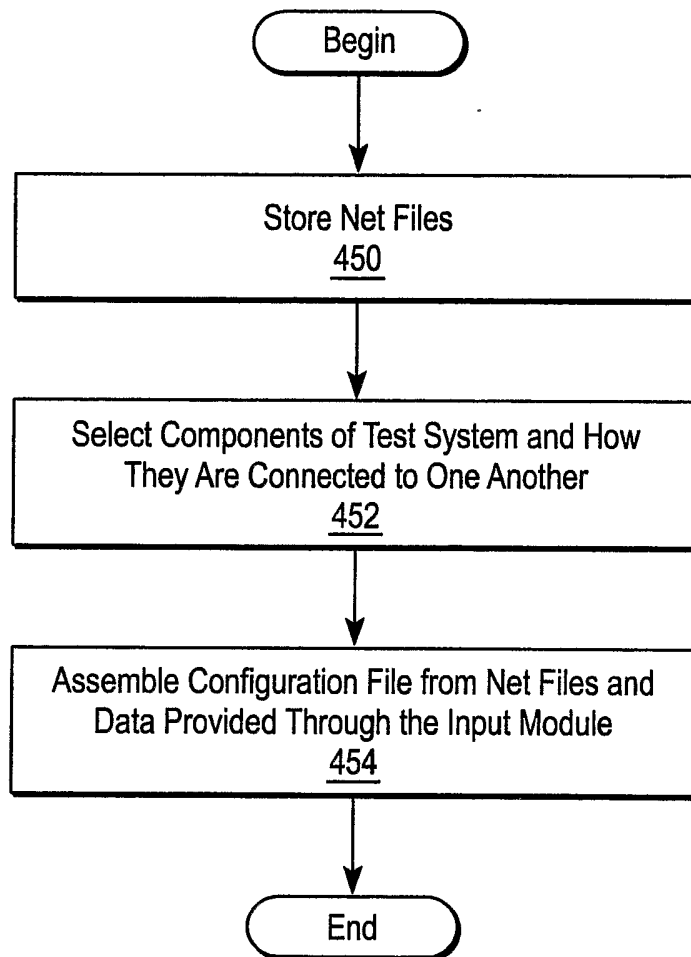 Begin
Store Net Files
450
Select Components of Test System and How
They Are Connected to One Another
452
Assemble Configuration File from Net Files and
Data Provided Through the Input Module
454
End